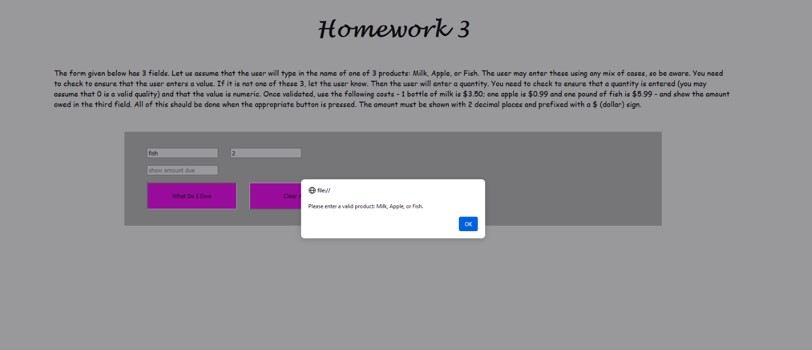 Homework 3
The form given below has 3 fields. Let us assume that the user will type in the name of one of 3 products: Milk, Apple, or Fish. The user may enter these using any mix of cases, so be aware. You need
to check to ensure that the user enters a value. If it is not one of these 3, let the user know. Then the user will enter a quantity. You need to check to ensure that a quantity is entered (you may
assume that 0 is a valid quality) and that the value is numeric. Once validated, use the following costs - 1 bottle of milk is $3.50; one apple is $0.99 and one pound of fish is $5.99 - and show the amount
owed in the third field. All of this should be done when the appropriate button is pressed. The amount must be shown with 2 decimal places and prefixed with a $ (dollar) sign.
fish 2
show amount due
What Do I Owe Clear
file://
Please enter a valid product: Milk, Apple, or Fish.
OK